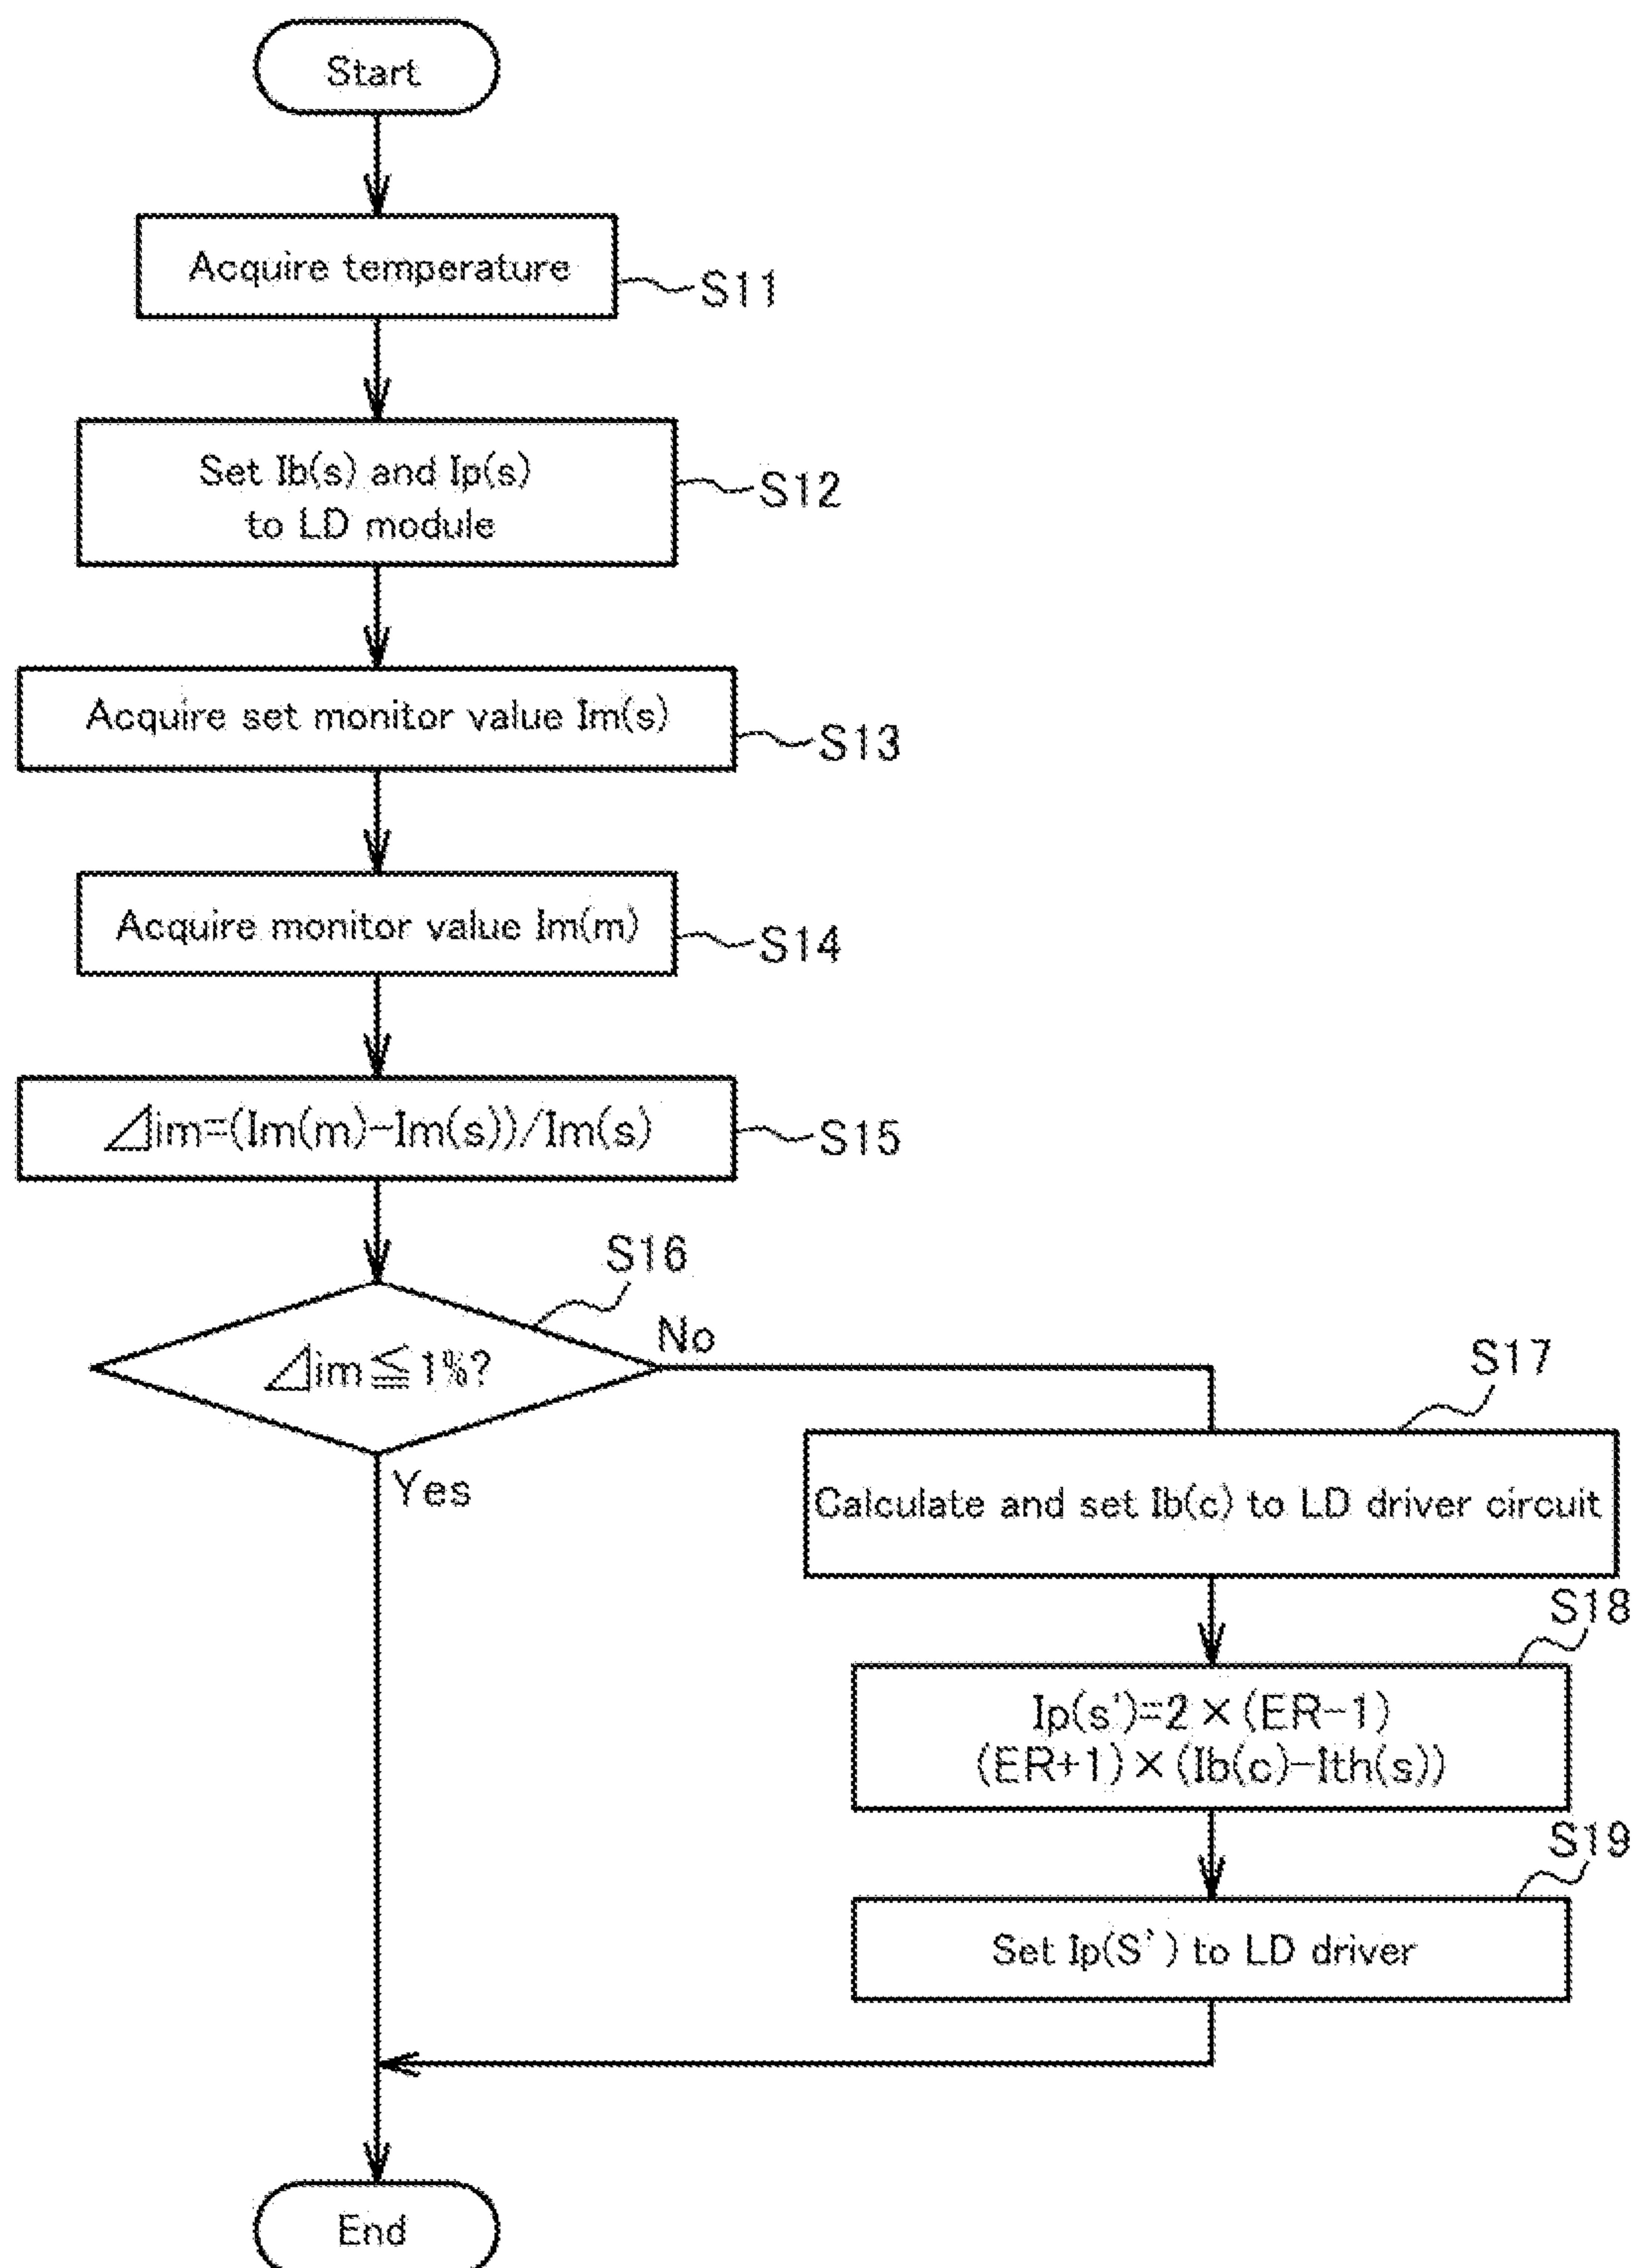 Start
Acquire temperature
S11
Set Ib(s) and Ip(s)
to LD module
S12
Acquire set monitor value Im(s)
S13
Acquire monitor value Im(m)
S14
⊿im=(Im(m)-Im(s))/Im(s)
S15
S16
⊿im≦1%?
No
Yes
S17
Calculate and set Ib(c) to LD driver circuit
S18
Ip(s')=2×(ER-1)
(ER+1)×(Ib(c)-Ith(s))
S19
Set Ip(S') to LD driver
End